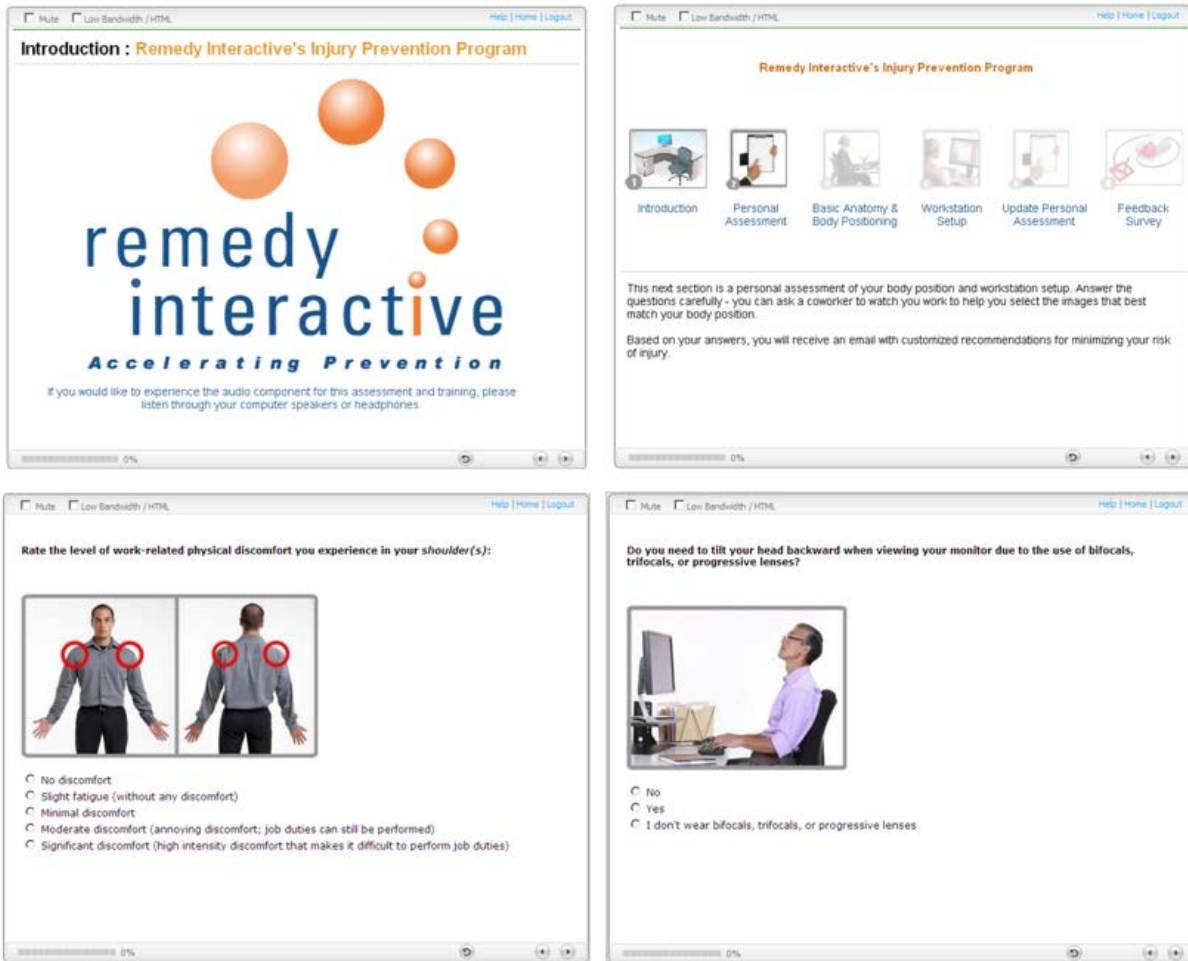 Mute Low Bandwidth / HTML Help | Home | Logout
Introduction : Remedy Interactive's Injury Prevention Program
remedy
interactive
Accelerating Prevention
If you would like to experience the audio component for this assessment and training, please
listen through your computer speakers or headphones.
0%
Mute Low Bandwidth / HTML Help | Home | Logout
Remedy Interactive's Injury Prevention Program
1 2
Introduction
Personal
Assessment
Basic Anatomy &
Body Positioning
Workstation
Setup
Update Personal
Assessment
Feedback
Survey
This next section is a personal assessment of your body position and workstation setup. Answer the
questions carefully - you can ask a coworker to watch you work to help you select the images that best
match your body position.
Based on your answers, you will receive an email with customized recommendations for minimizing your risk
of injury.
0%
Mute Low Bandwidth / HTML Help | Home | Logout
Rate the level of work-related physical discomfort you experience in your shoulder(s):
No discomfort
Slight fatigue (without any discomfort)
Minimal discomfort
Moderate discomfort (annoying discomfort; job duties can still be performed)
Significant discomfort (high intensity discomfort that makes it difficult to perform job duties)
0%
Mute Low Bandwidth / HTML Help | Home | Logout
Do you need to tilt your head backward when viewing your monitor due to the use of bifocals,
trifocals, or progressive lenses?
No
Yes
I don't wear bifocals, trifocals, or progressive lenses
0%